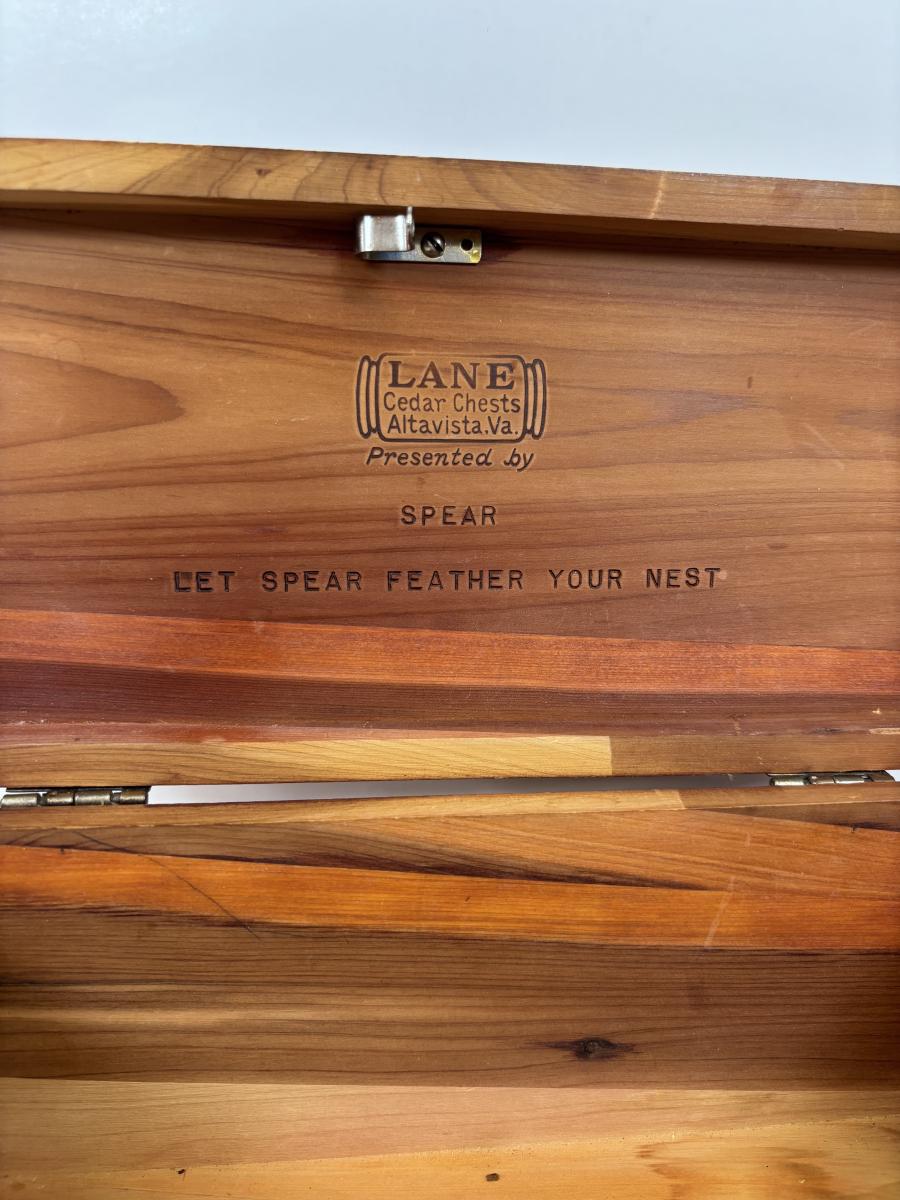 LANE
Cedar Chests
Altavista,Va.
Presented by
SPEAR
LET SPEAR FEATHER YOUR NEST